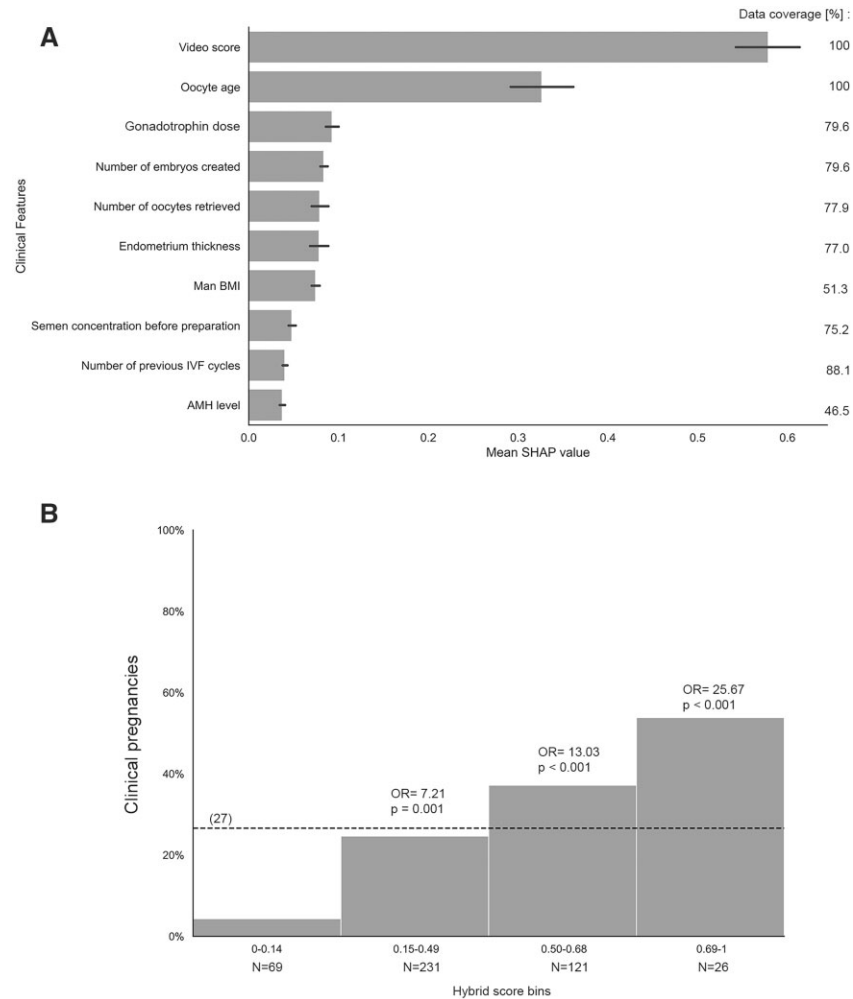 Data coverage [%] :
A
Video score
100
Oocyte age
100
Gonadotrophin dose
79.6
Number of embryos created
79.6
Number of oocytes retrieved
77.9
Endometrium thickness
77.0
Man BMI
51.3
Semen concentration before preparation
75.2
Number of previous IVF cycles
88.1
AMH level
46.5
Clinical Features
0.0 0.1 0.2 0.3 0.4 0.5 0.6
Mean SHAP value
B
100%
80%
60%
40%
20%
0%
Clinical pregnancies
(27)
OR= 7.21
p = 0.001
OR= 13.03
p < 0.001
OR= 25.67
p < 0.001
0-0.14 0.15-0.49 0.50-0.68 0.69-1
N=69 N=231 N=121 N=26
Hybrid score bins